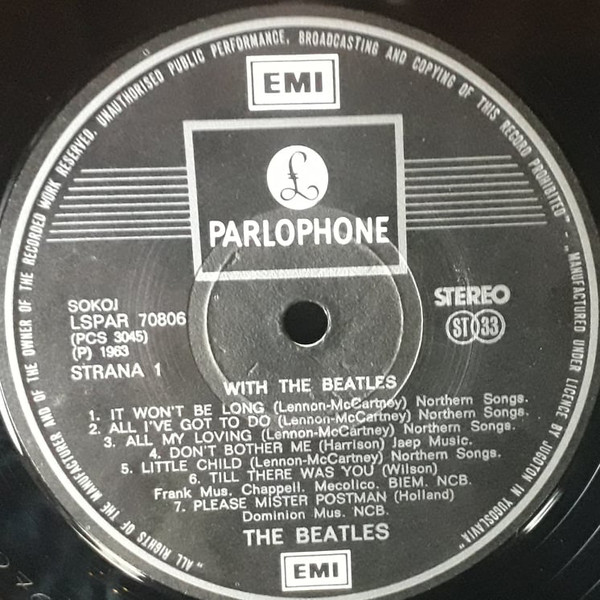 "ALL RIGHTS OF THE MANUFACTURER AND OF THE OWNER OF THE RECORDED WORK RESERVED. UNAUTHORISED PUBLIC PERFORMANCE, BROADCASTING AND COPYING OF THIS RECORD PROHIBITED" - "MANUFACTURED UNDER LICENCE BY JUGOTON IN YUGOSLAVIA"
EMI
£
PARLOPHONE
SOKOJ
LSPAR 70806
(PCS 3045)
(P) 1963
STRANA 1
STEREO
ST 33
WITH THE BEATLES
1. IT WON'T BE LONG (Lennon-McCartney) Northern Songs.
2. ALL I'VE GOT TO DO (Lennon-McCartney) Northern Songs.
3. ALL MY LOVING (Lennon-McCartney) Northern Songs.
4. DON'T BOTHER ME (Harrison) Jaep Music.
5. LITTLE CHILD (Lennon-McCartney) Northern Songs.
6. TILL THERE WAS YOU (Wilson)
Frank Mus. Chappell. Mecolico. BIEM. NCB.
7. PLEASE MISTER POSTMAN (Holland)
Dominion Mus. NCB.
THE BEATLES
EMI